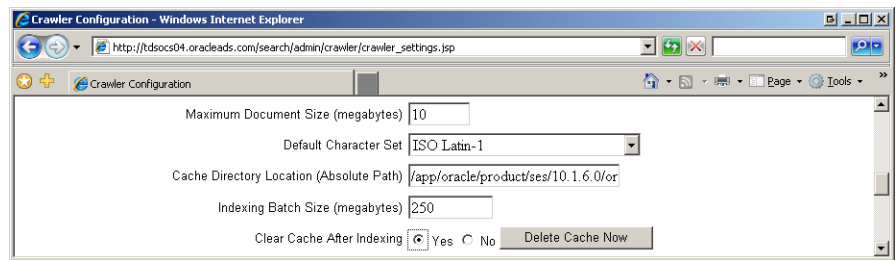 Crawler Configuration - Windows Internet Explorer
http://tdsocs04.oracleads.com/search/admin/crawler/crawler_settings.jsp
Crawler Configuration
Page
Tools
»
Maximum Document Size (megabytes) 10
Default Character Set ISO Latin-1
Cache Directory Location (Absolute Path) /app/oracle/product/ses/10.1.6.0/or
Indexing Batch Size (megabytes) 250
Clear Cache After Indexing Yes No Delete Cache Now